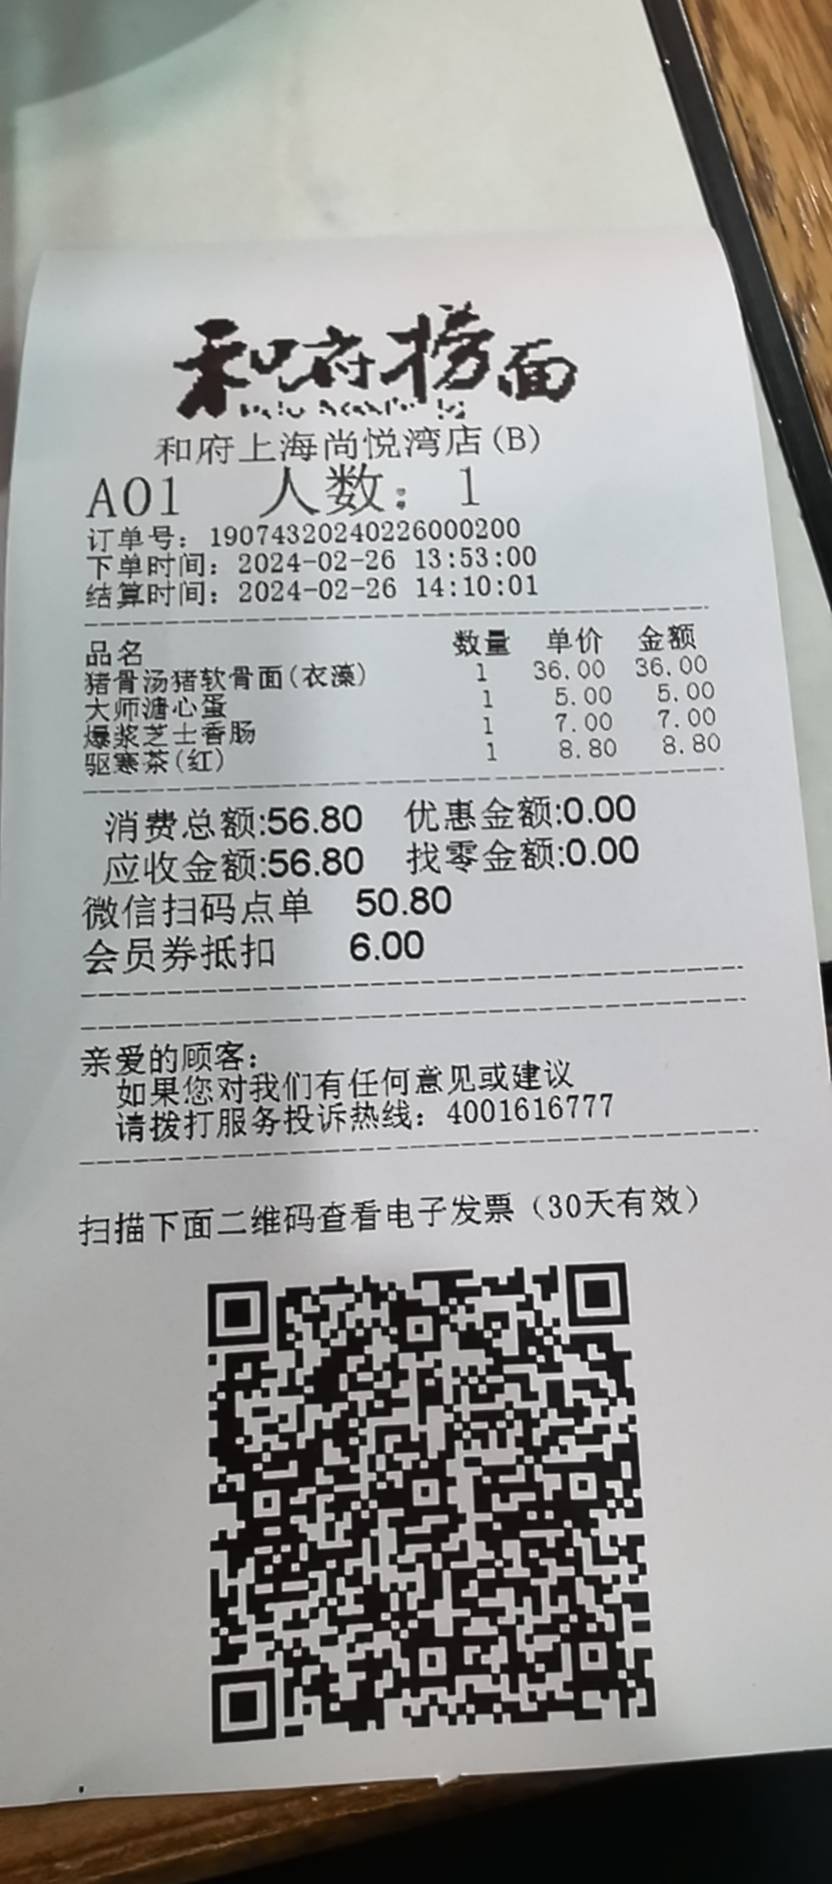 和府捞面
和府上海尚悦湾店(B)
A01 人数: 1
订单号: 19074320240226000200
下单时间: 2024-02-26 13:53:00
结算时间: 2024-02-26 14:10:01
品名 数量 单价 金额
猪骨汤猪软骨面(衣藻) 1 36.00 36.00
大师溏心蛋 1 5.00 5.00
爆浆芝士香肠 1 7.00 7.00
驱寒茶(红) 1 8.80 8.80
消费总额:56.80 优惠金额:0.00
应收金额:56.80 找零金额:0.00
微信扫码点单 50.80
会员券抵扣 6.00
亲爱的顾客:
如果您对我们有任何意见或建议
请拨打服务投诉热线: 4001616777
扫描下面二维码查看电子发票（30天有效）